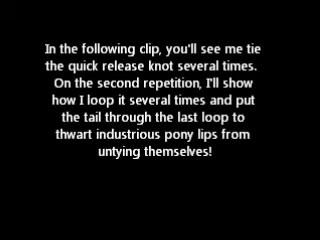 In the following clip, you'll see me tie
the quick release knot several times.
On the second repetition, I'll show
how I loop it several times and put
the tail through the last loop to
thwart industrious pony lips from
untying themselves!